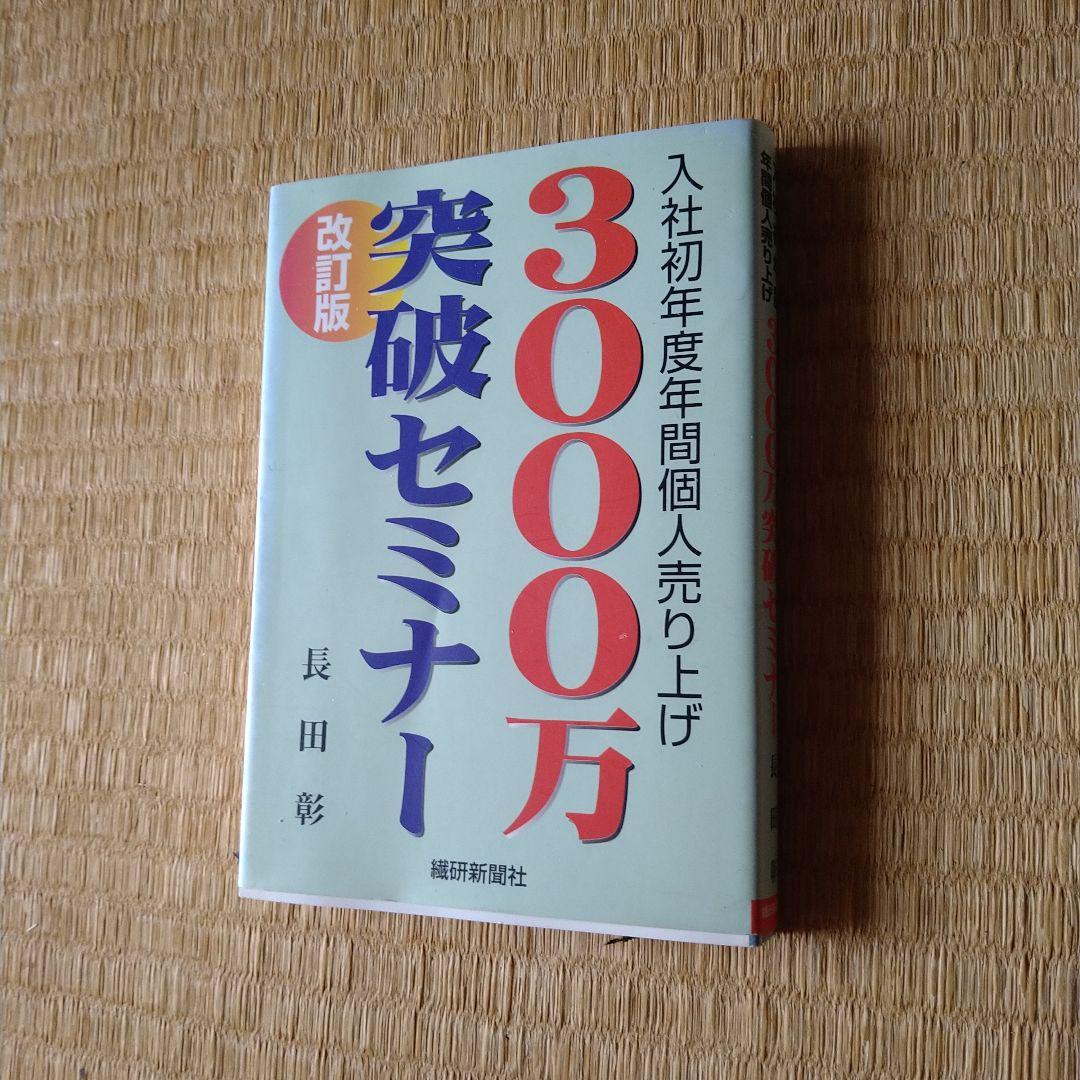 入社初年度年間個人売り上げ
3000万
突破セミナー
改訂版
長田彰
繊研新聞社
年間個人売り上げ
3000万突破セミナー